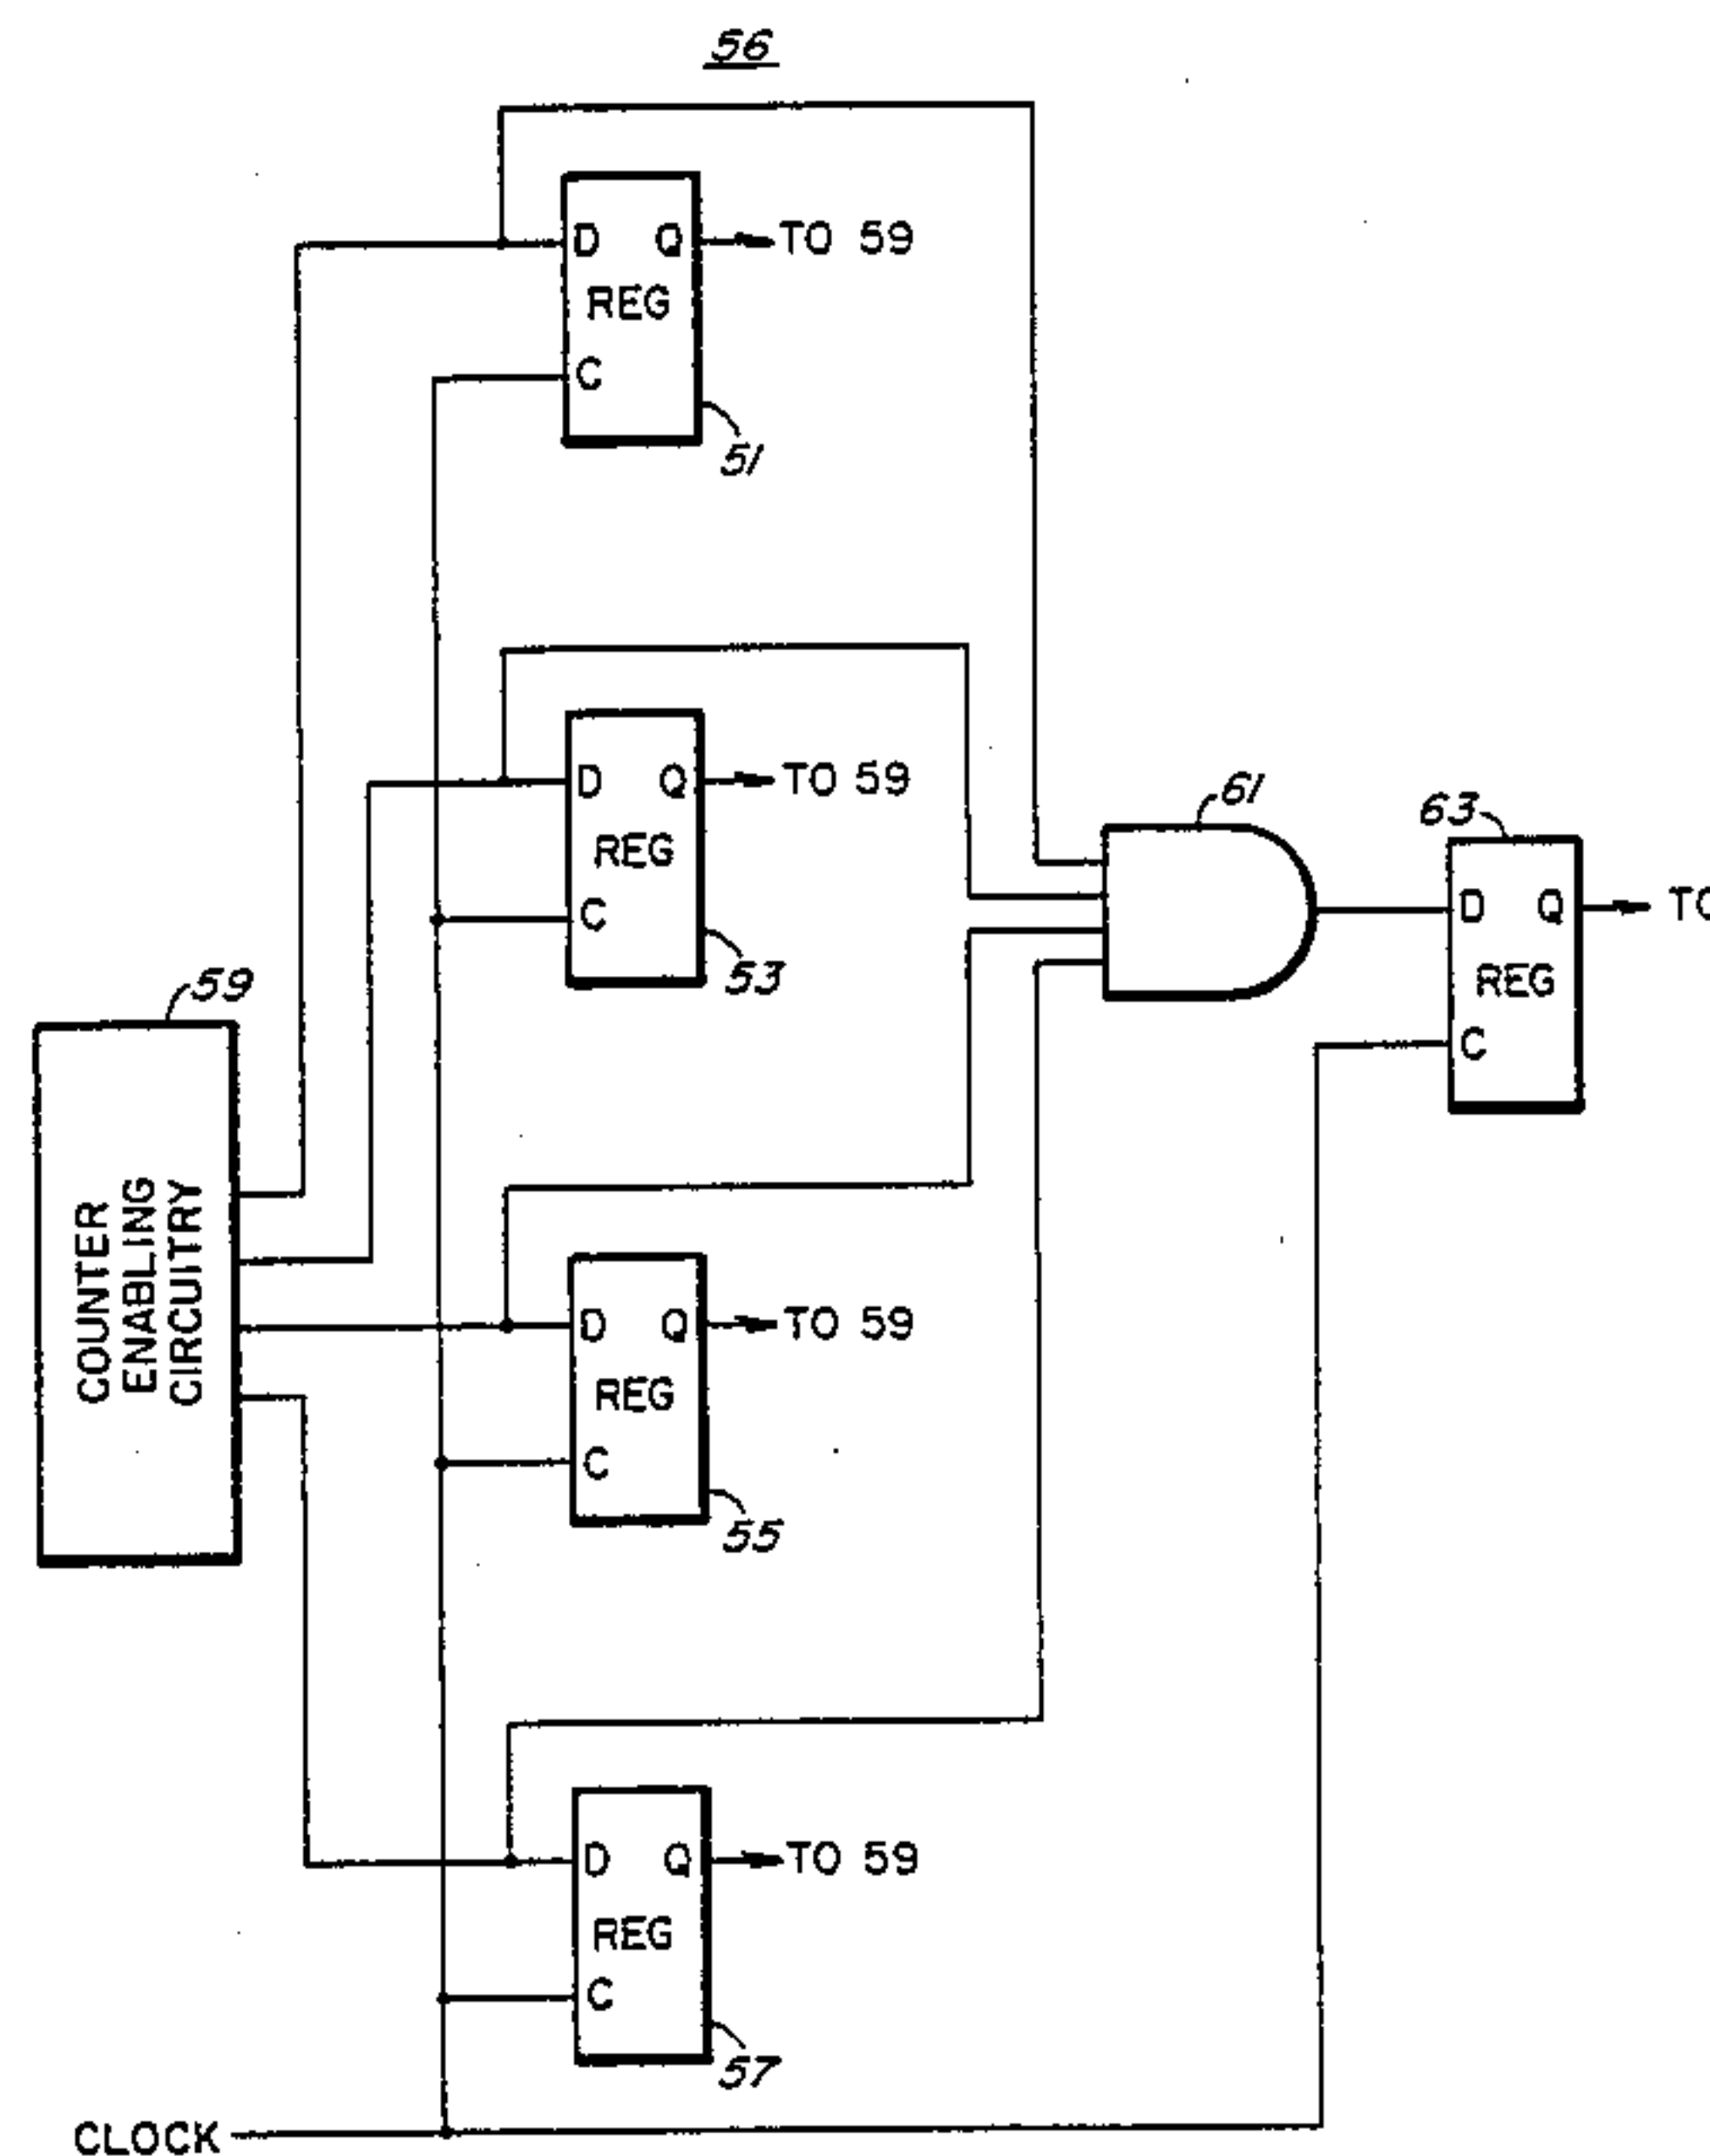 56
D Q TO 59
REG
C
51
D Q TO 59
REG
C
53
61
63
D Q TO
REG
C
59
COUNTER
ENABLING
CIRCUITRY
D Q TO 59
REG
C
55
D Q TO 59
REG
C
57
CLOCK